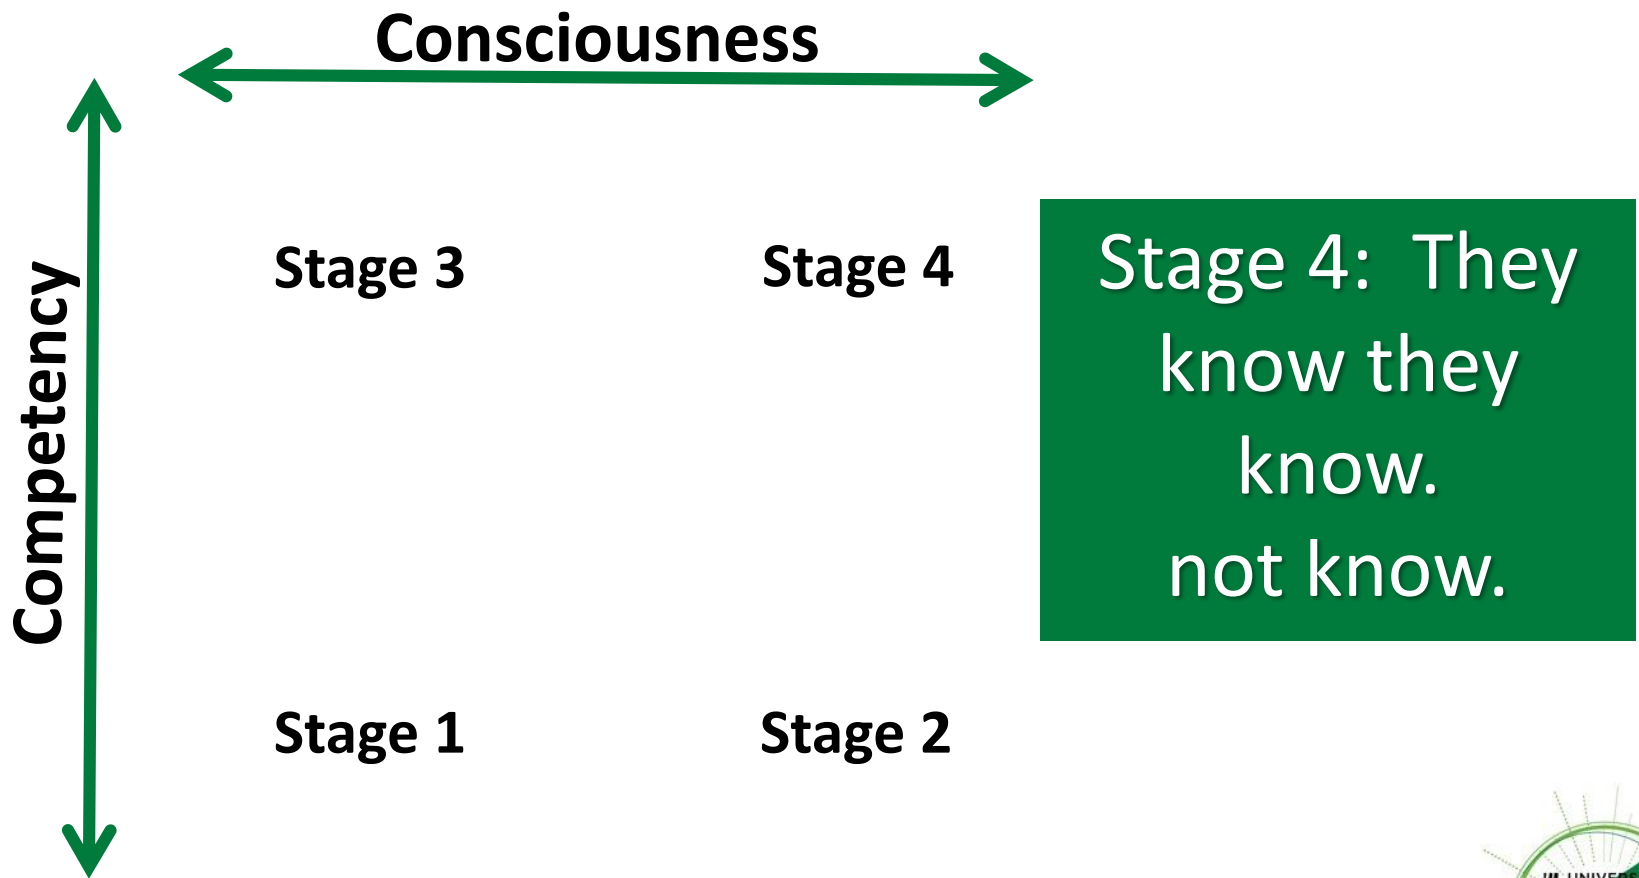 Consciousness
Competency
Stage 3
Stage 4
Stage 4:  They
know they
know.
not know.
Stage 1
Stage 2